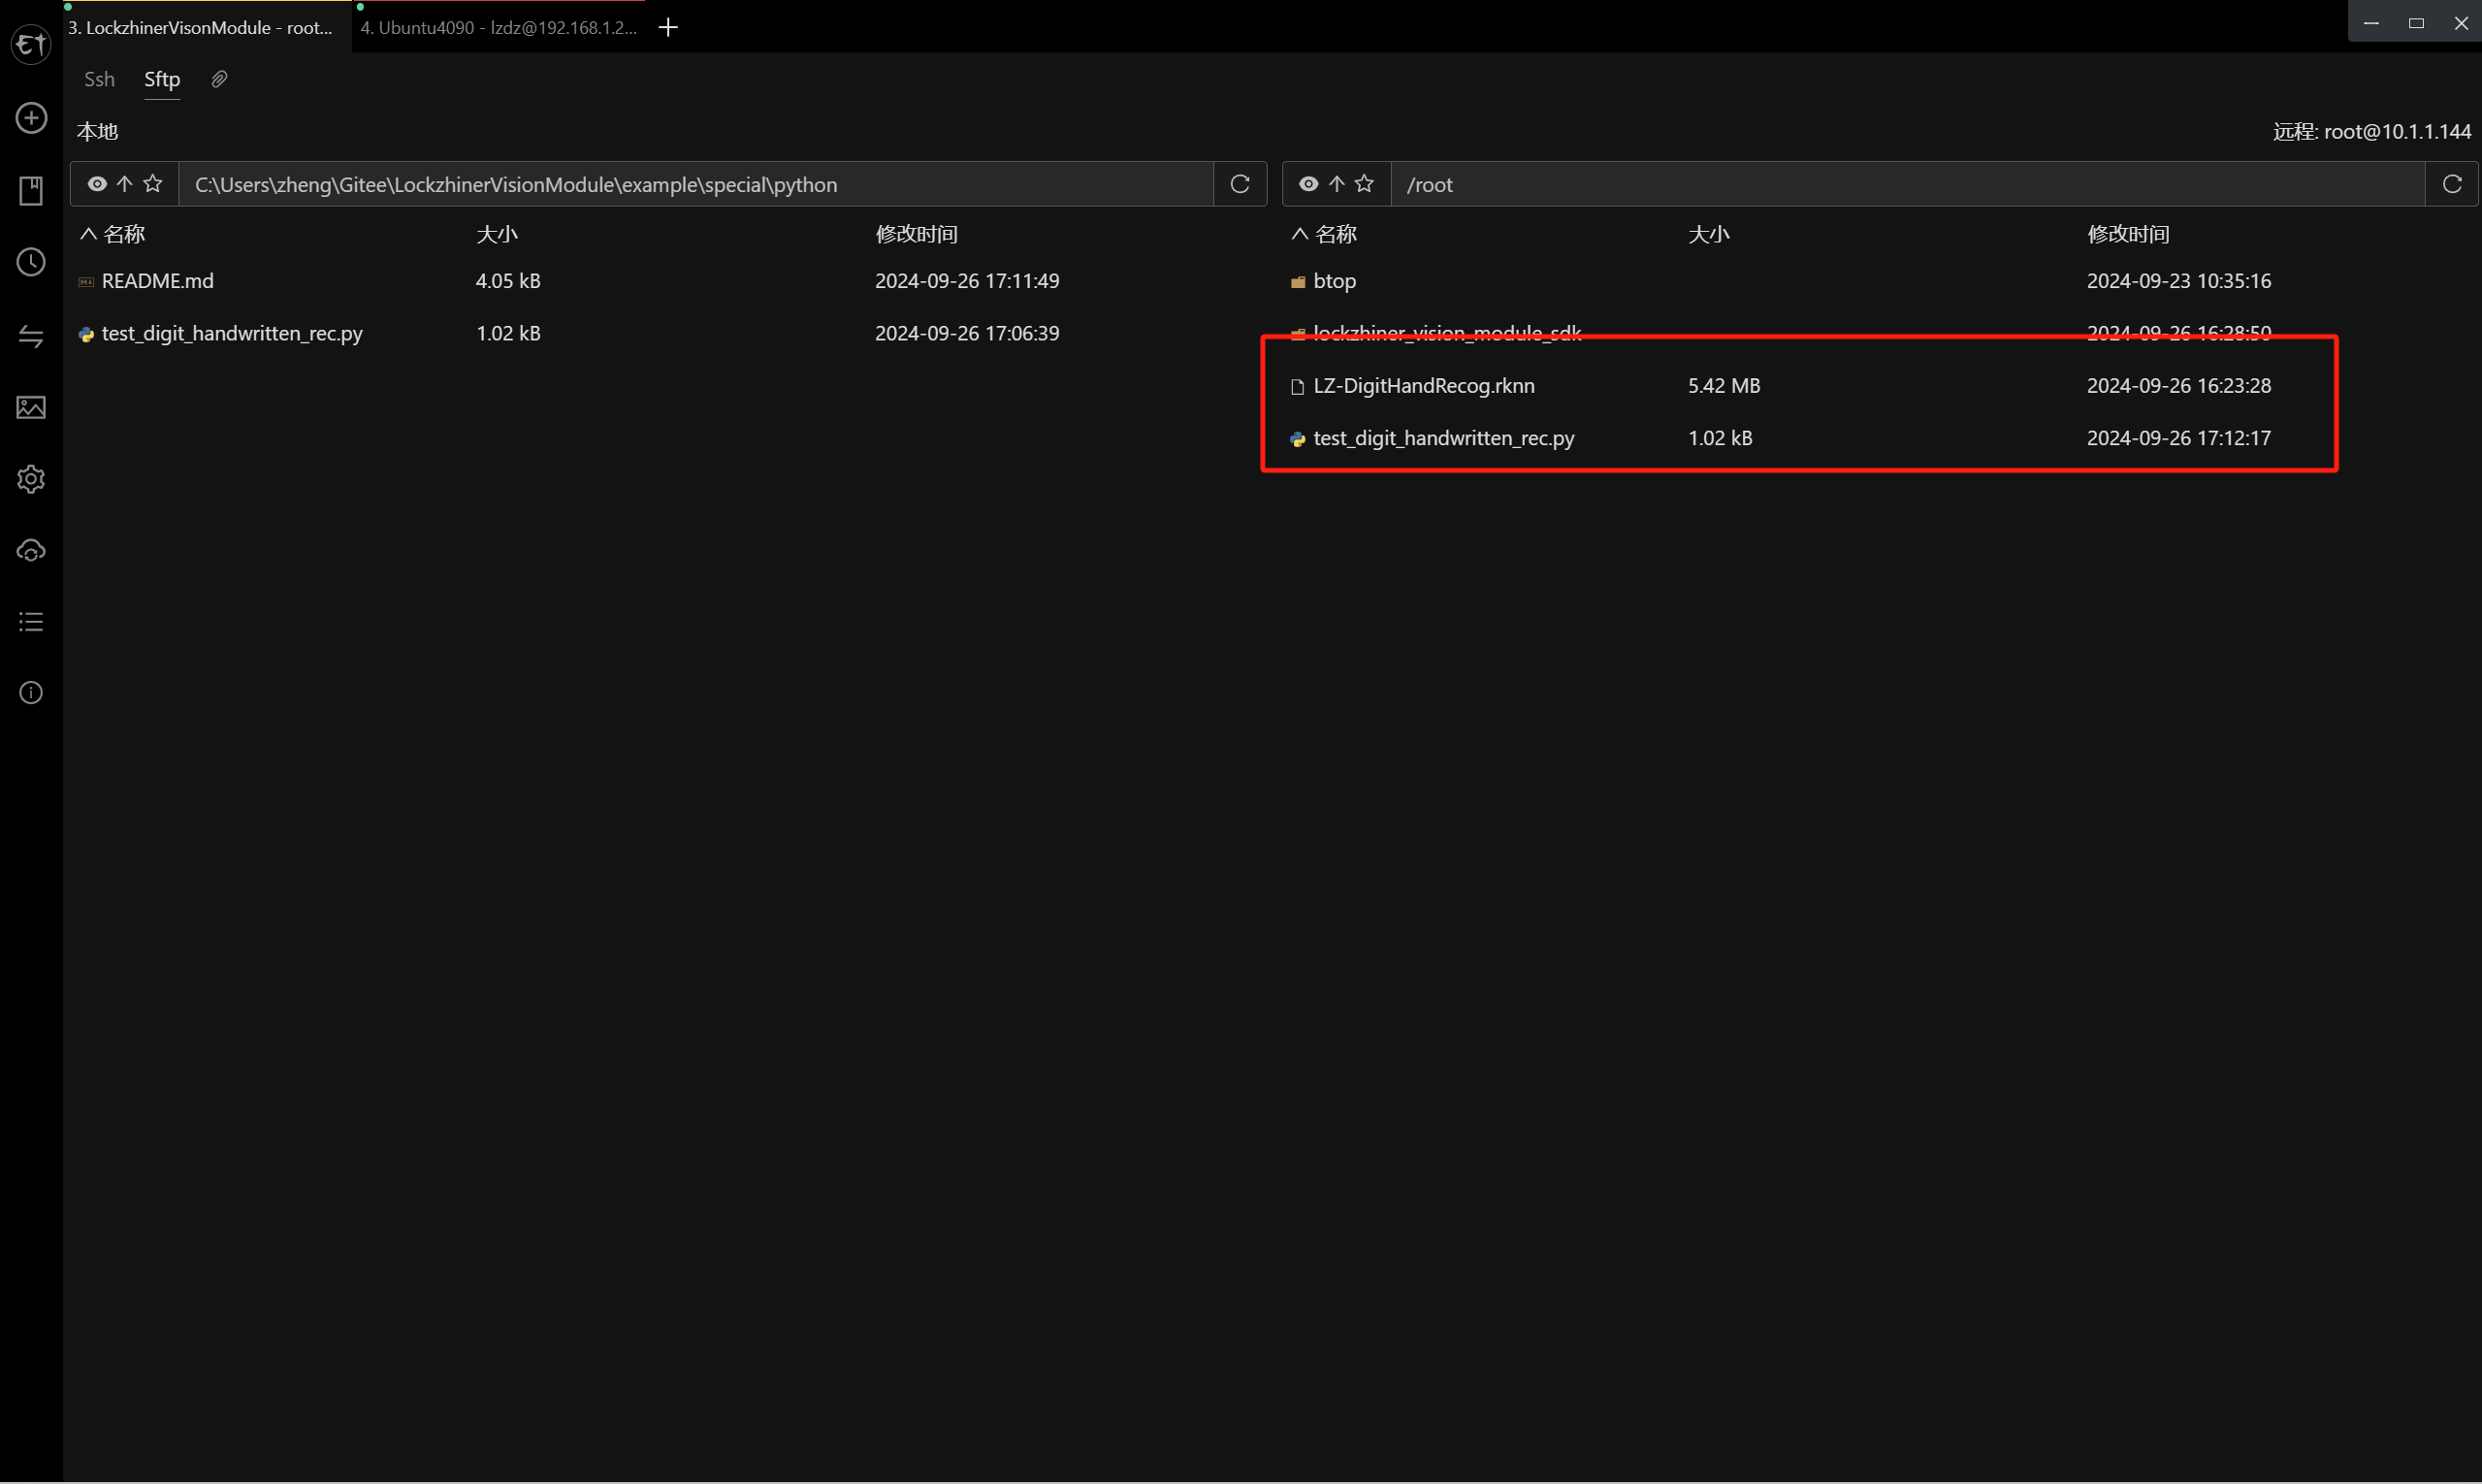 3. LockzhinerVisonModule - root...
4. Ubuntu4090 - lzdz@192.168.1.2...
Ssh Sftp
本地
远程: root@10.1.1.144
C:\Users\zheng\Gitee\LockzhinerVisionModule\example\special\python
/root
名称 大小 修改时间
README.md 4.05 kB 2024-09-26 17:11:49
test_digit_handwritten_rec.py 1.02 kB 2024-09-26 17:06:39
名称 大小 修改时间
btop 2024-09-23 10:35:16
lockzhiner_vision_module_sdk 2024-09-26 16:28:50
LZ-DigitHandRecog.rknn 5.42 MB 2024-09-26 16:23:28
test_digit_handwritten_rec.py 1.02 kB 2024-09-26 17:12:17